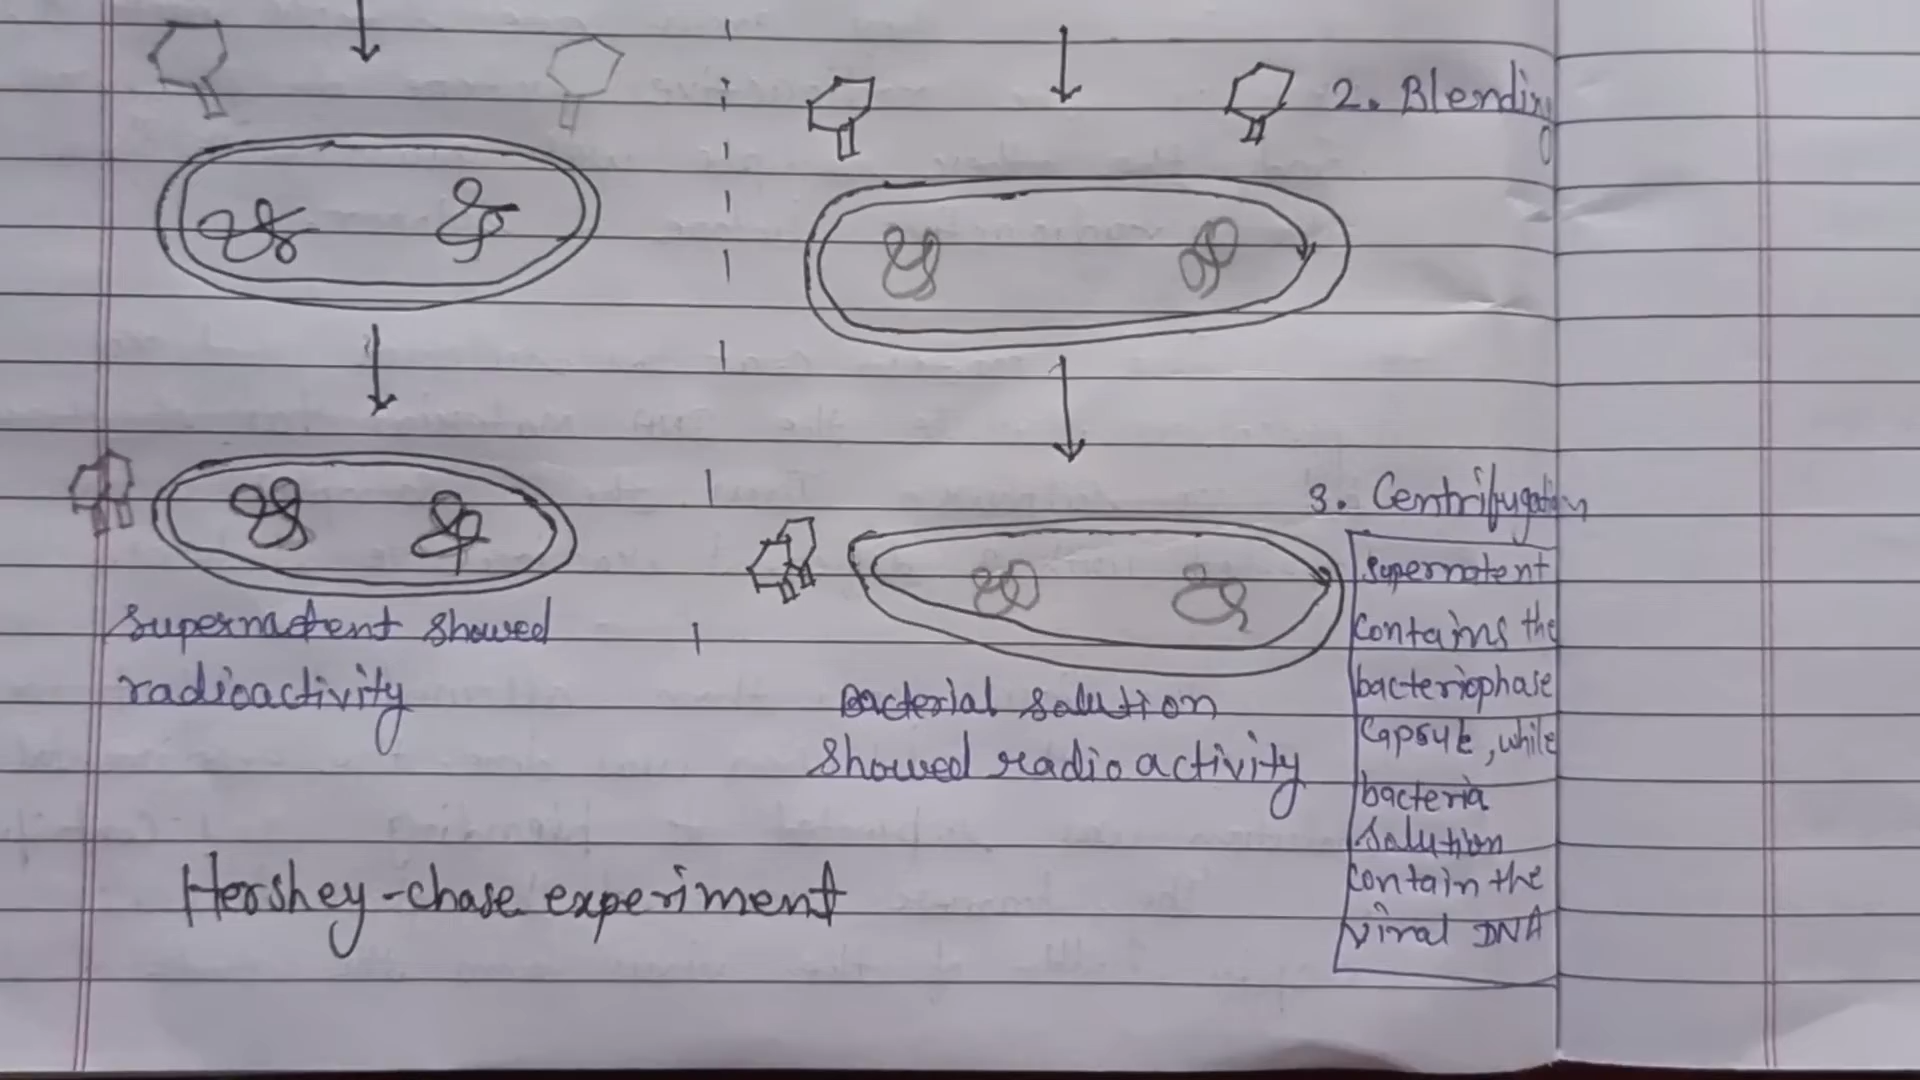 2. Blending
3. Centrifugation
Supernatent showed
radioactivity
Bacterial solution
showed radioactivity
supernatent
contains the
bacteriophase
capsule, while
bacteria
solution
contain the
viral DNA
Hershey-chase experiment